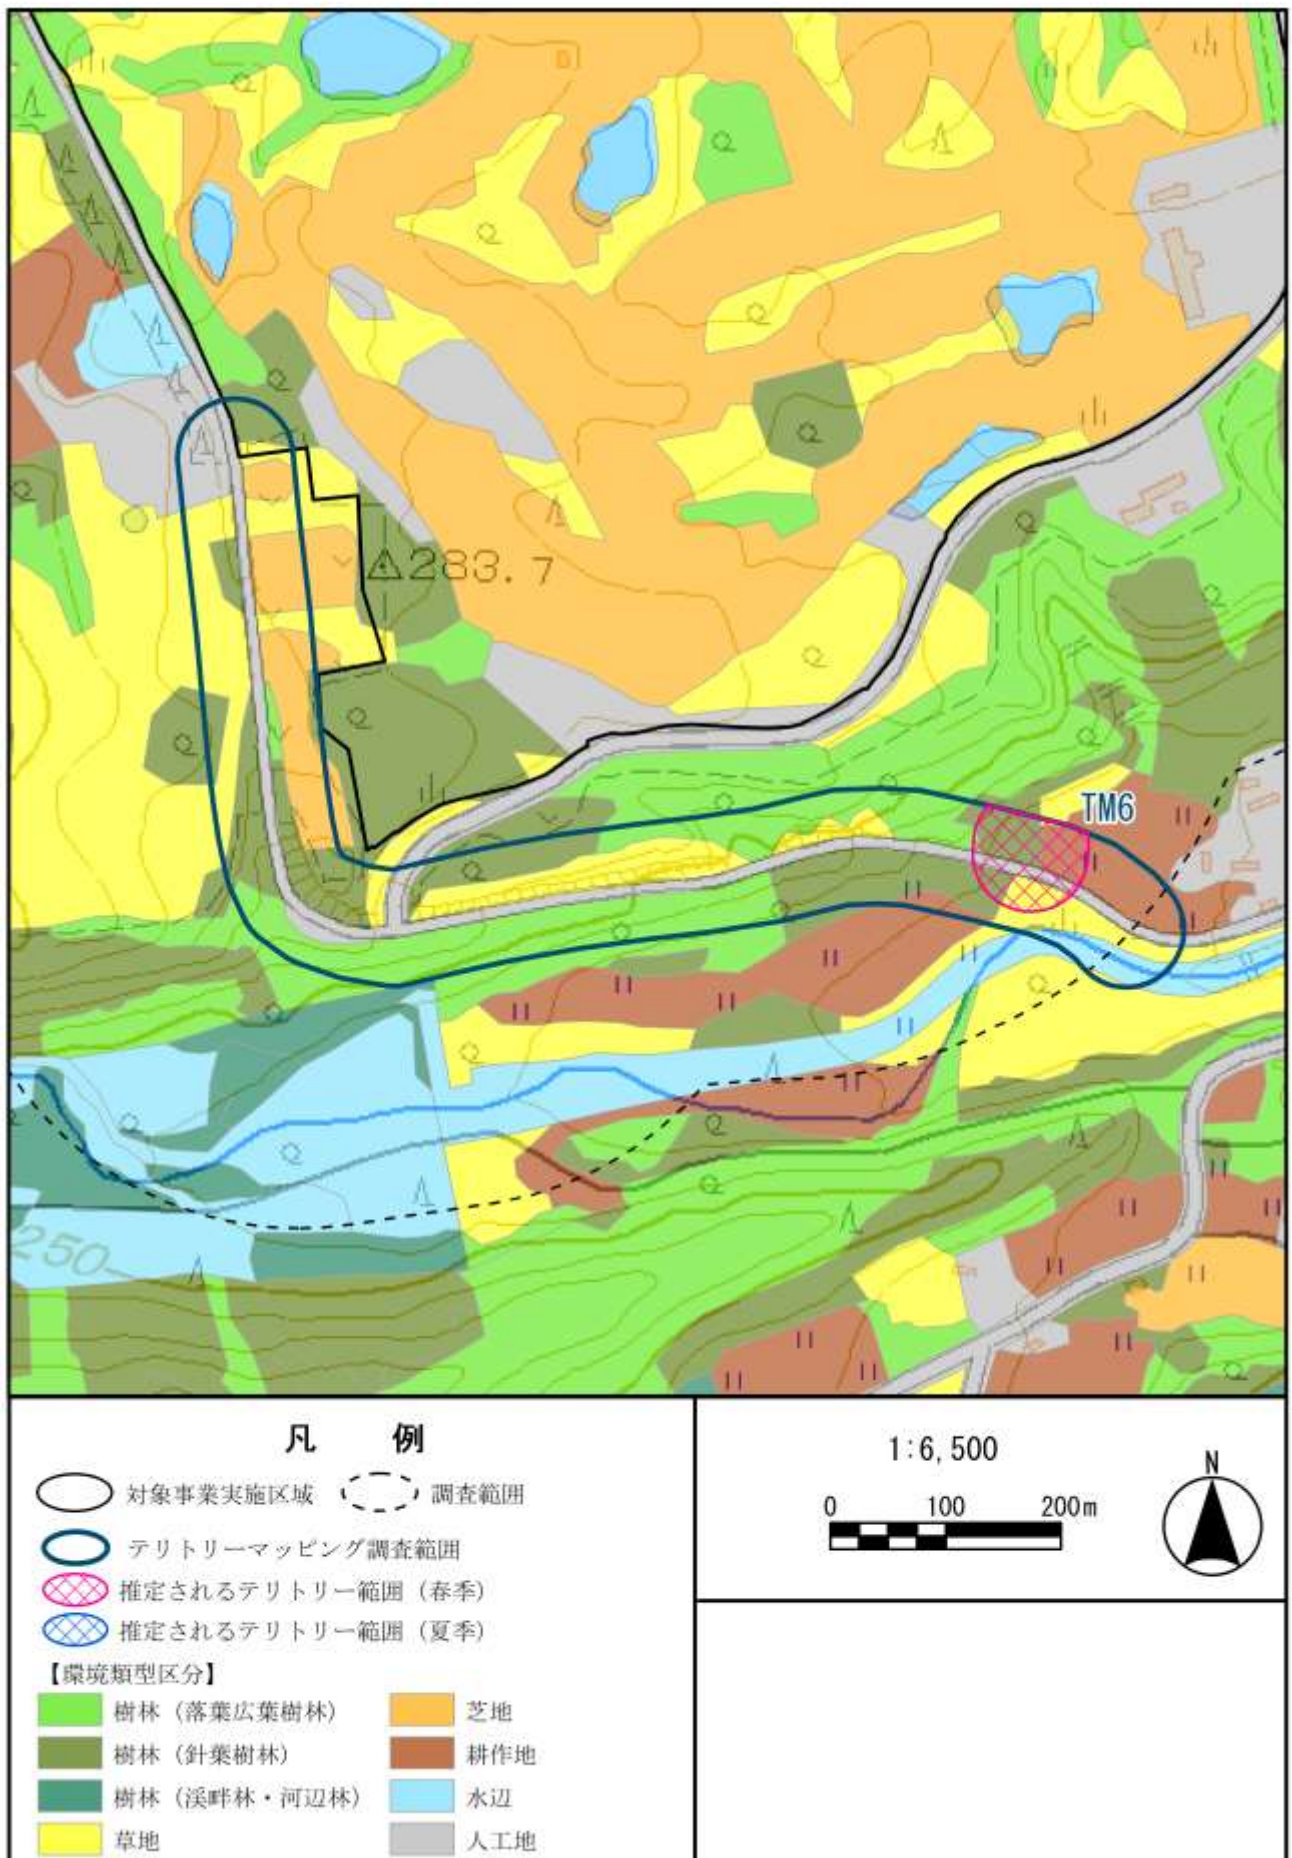 283.7
TM6
250
凡 例
対象事業実施区域 調査範囲
テリトリーマッピング調査範囲
推定されるテリトリー範囲（春季）
推定されるテリトリー範囲（夏季）
【環境類型区分】
樹林（落葉広葉樹林） 芝地
樹林（針葉樹林） 耕作地
樹林（渓畔林・河辺林） 水辺
草地 人工地
1:6,500
0 100 200m
N